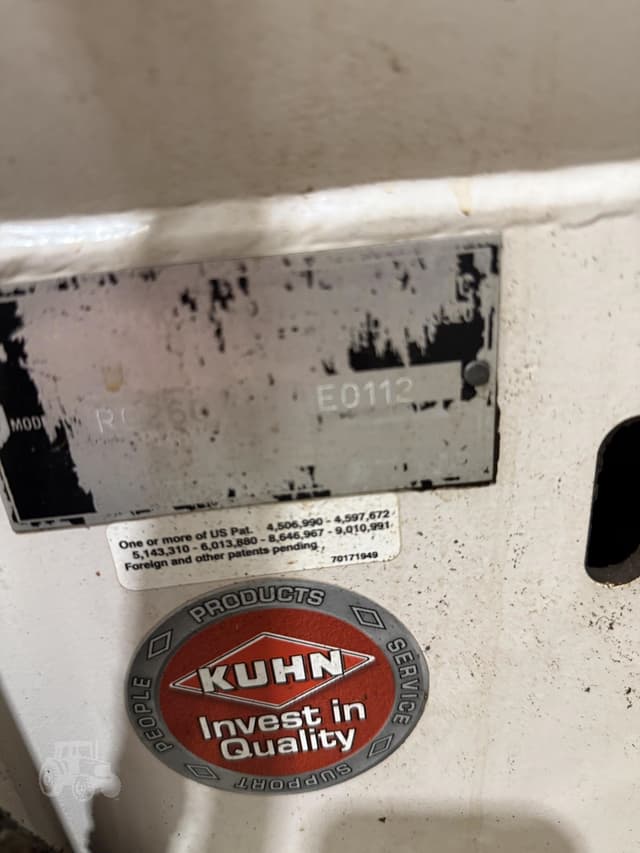 E0112
One or more of US Pat. 4,506,990 - 4,597,672
5,143,310 - 6,013,880 - 8,646,967 - 9,010,991
Foreign and other patents pending
70171949
PRODUCTS
PEOPLE
SERVICE
KUHN
Invest in
Quality
SUPPORT